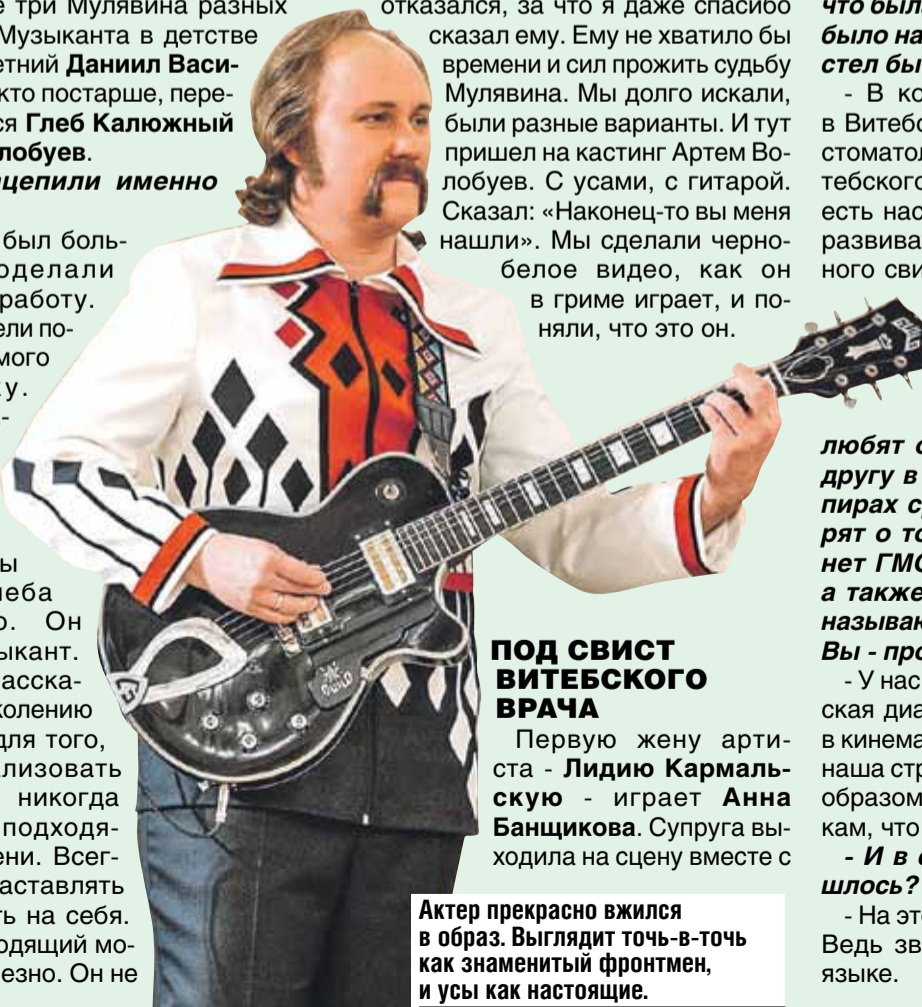 е три Мулявина разных
Музыканта в детстве
етний Даниил Васи-
кто постарше, пере-
ся Глеб Калюжный
лобуев.
ацепили именно
был боль-
оделали
работу.
ели по-
мого
у.
-
ы
леба
о. Он
ыкант.
асска-
колению
для того,
ализовать
никогда
подходя-
ени. Всег-
аставлять
ть на себя.
одящий мо-
езно. Он не
отказался, за что я даже спасибо
сказал ему. Ему не хватило бы
времени и сил прожить судьбу
Мулявина. Мы долго искали,
были разные варианты. И тут
пришел на кастинг Артем Во-
лобуев. С усами, с гитарой.
Сказал: «Наконец-то вы меня
нашли». Мы сделали черно-
белое видео, как он
в гриме играет, и по-
няли, что это он.
GUILD
ПОД СВИСТ
ВИТЕБСКОГО
ВРАЧА
Первую жену арти-
ста - Лидию Кармаль-
скую - играет Анна
Банщикова. Супруга вы-
ходила на сцену вместе с
Актер прекрасно вжился
в образ. Выглядит точь-в-точь
как знаменитый фронтмен,
и усы как настоящие.
что была
было на
стел бы
- В ко
в Витебс
стоматол
тебского
есть нас
развива
ного сви
любят с
другу в
пирах с
рят о то
нет ГМО
а также
называю
Вы - про
- У нас
ская диа
в кинема
наша стр
образом
кам, что
- И в с
шлось?
- На это
Ведь зв
языке.